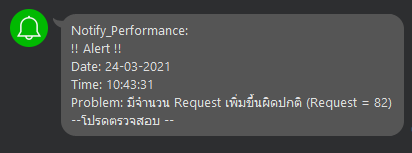 Notify_Performance:
!! Alert !!
Date: 24-03-2021
Time: 10:43:31
Problem: มีจำนวน Request เพิ่มขึ้นผิดปกติ (Request = 82)
--โปรดตรวจสอบ --